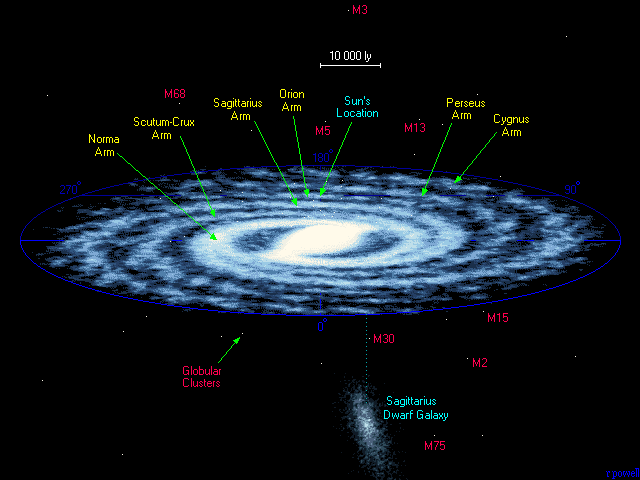 M3
10 000 ly
M68
Orion
Arm
Sagittarius
Arm
Sun's
Location
Perseus
Arm
Cygnus
Arm
Scutum-Crux
Arm
M5
M13
Norma
Arm
180°
270°
90°
0°
M15
M30
M2
Globular
Clusters
Sagittarius
Dwarf Galaxy
M75
cpowell